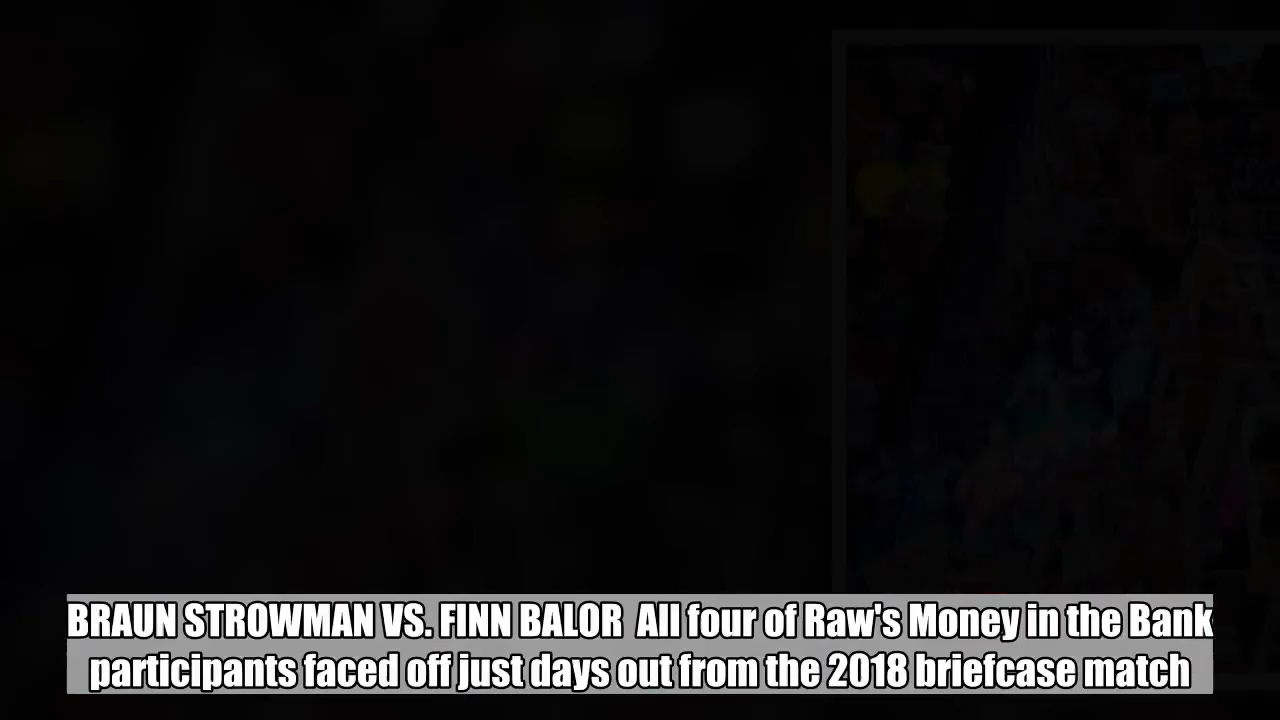 BRAUN STROWMAN VS. FINN BALOR  All four of Raw's Money in the Bank
participants faced off just days out from the 2018 briefcase match